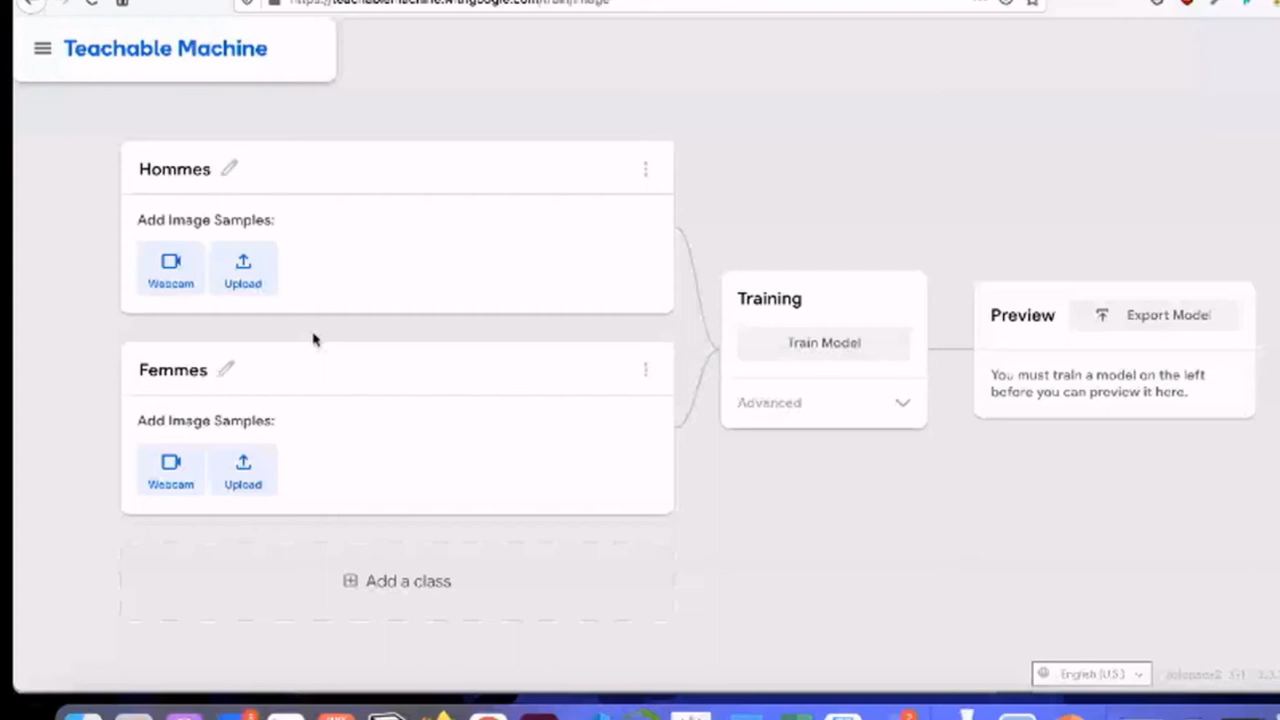 Teachable Machine
Hommes
Add Image Samples:
Webcam
Upload
Femmes
Add Image Samples:
Webcam
Upload
Add a class
Training
Train Model
Advanced
Preview
Export Model
You must train a model on the left
before you can preview it here.
English (U.S.)